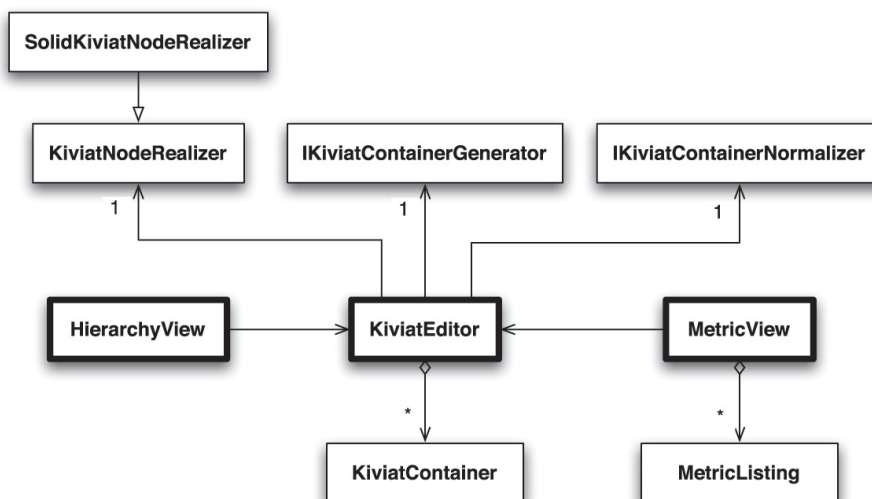 SolidKiviatNodeRealizer
KiviatNodeRealizer
IKiviatContainerGenerator
IKiviatContainerNormalizer
1
1
1
HierarchyView
KiviatEditor
MetricView
*
*
KiviatContainer
MetricListing